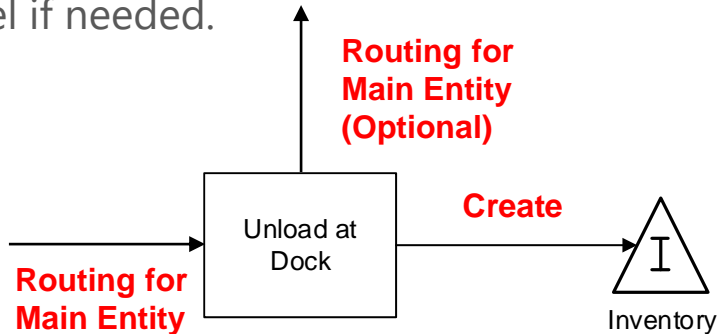 el if needed.
Routing for
Main Entity
(Optional)
Unload at
Dock
Create
I
Routing for
Main Entity
Inventory